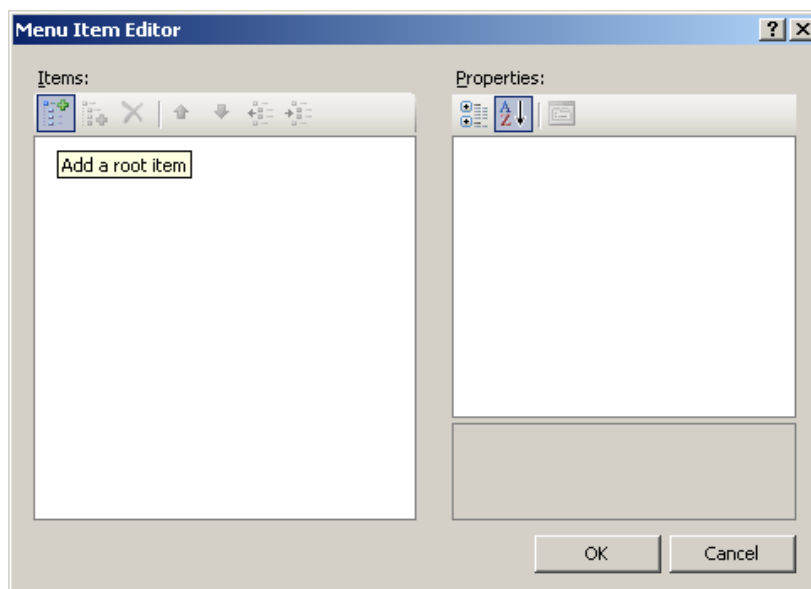 Menu Item Editor
Items:
Properties:
Add a root item
OK
Cancel